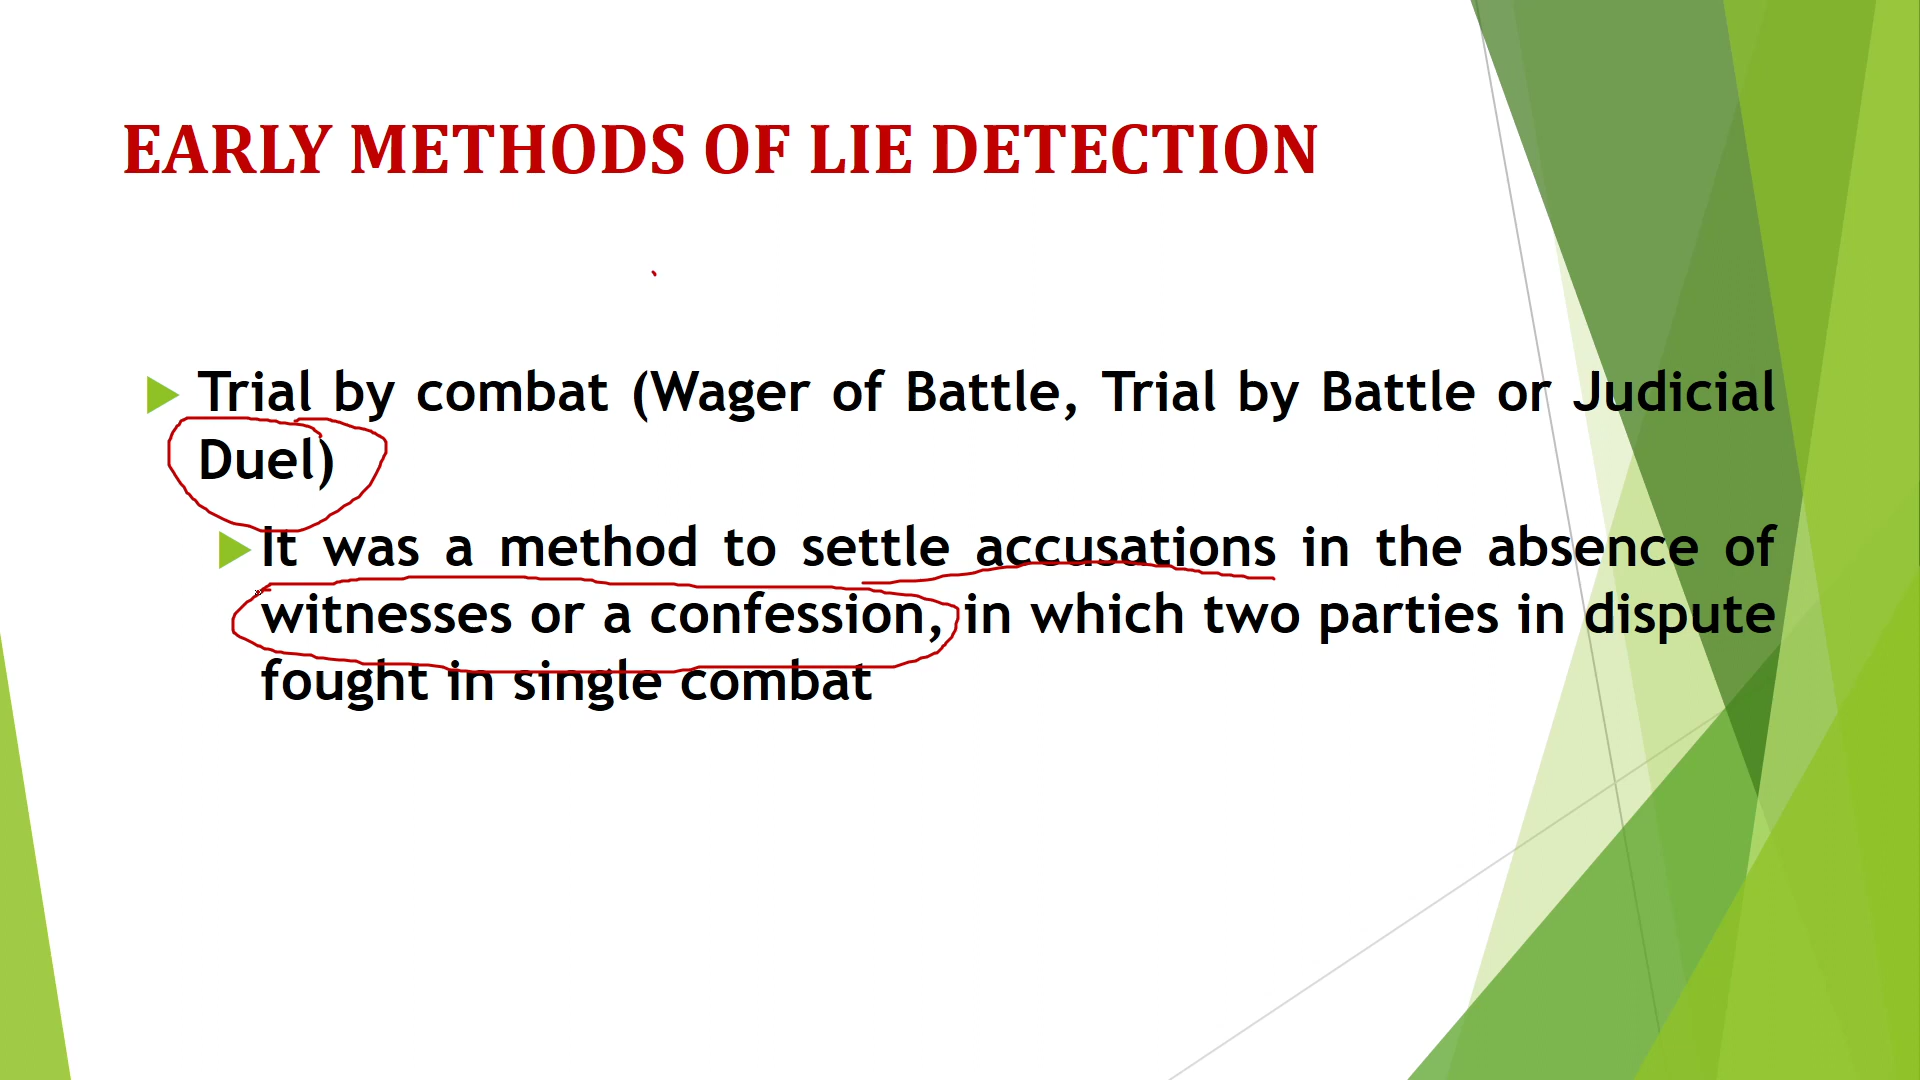 EARLY METHODS OF LIE DETECTION
Trial by combat (Wager of Battle, Trial by Battle or Judicial
Duel)
It was a method to settle accusations in the absence of
witnesses or a confession, in which two parties in dispute
fought in single combat